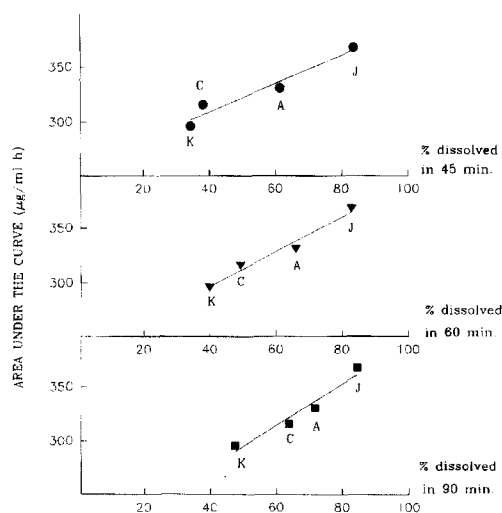 AREA UNDER THE CURVE (µg/ml h)
350
300
C
K
A
J
20 40 60 80 100
% dissolved
in 45 min.
350
300
K
C
A
J
20 40 60 80 100
% dissolved
in 60 min.
350
300
K
C
A
J
20 40 60 80 100
% dissolved
in 90 min.